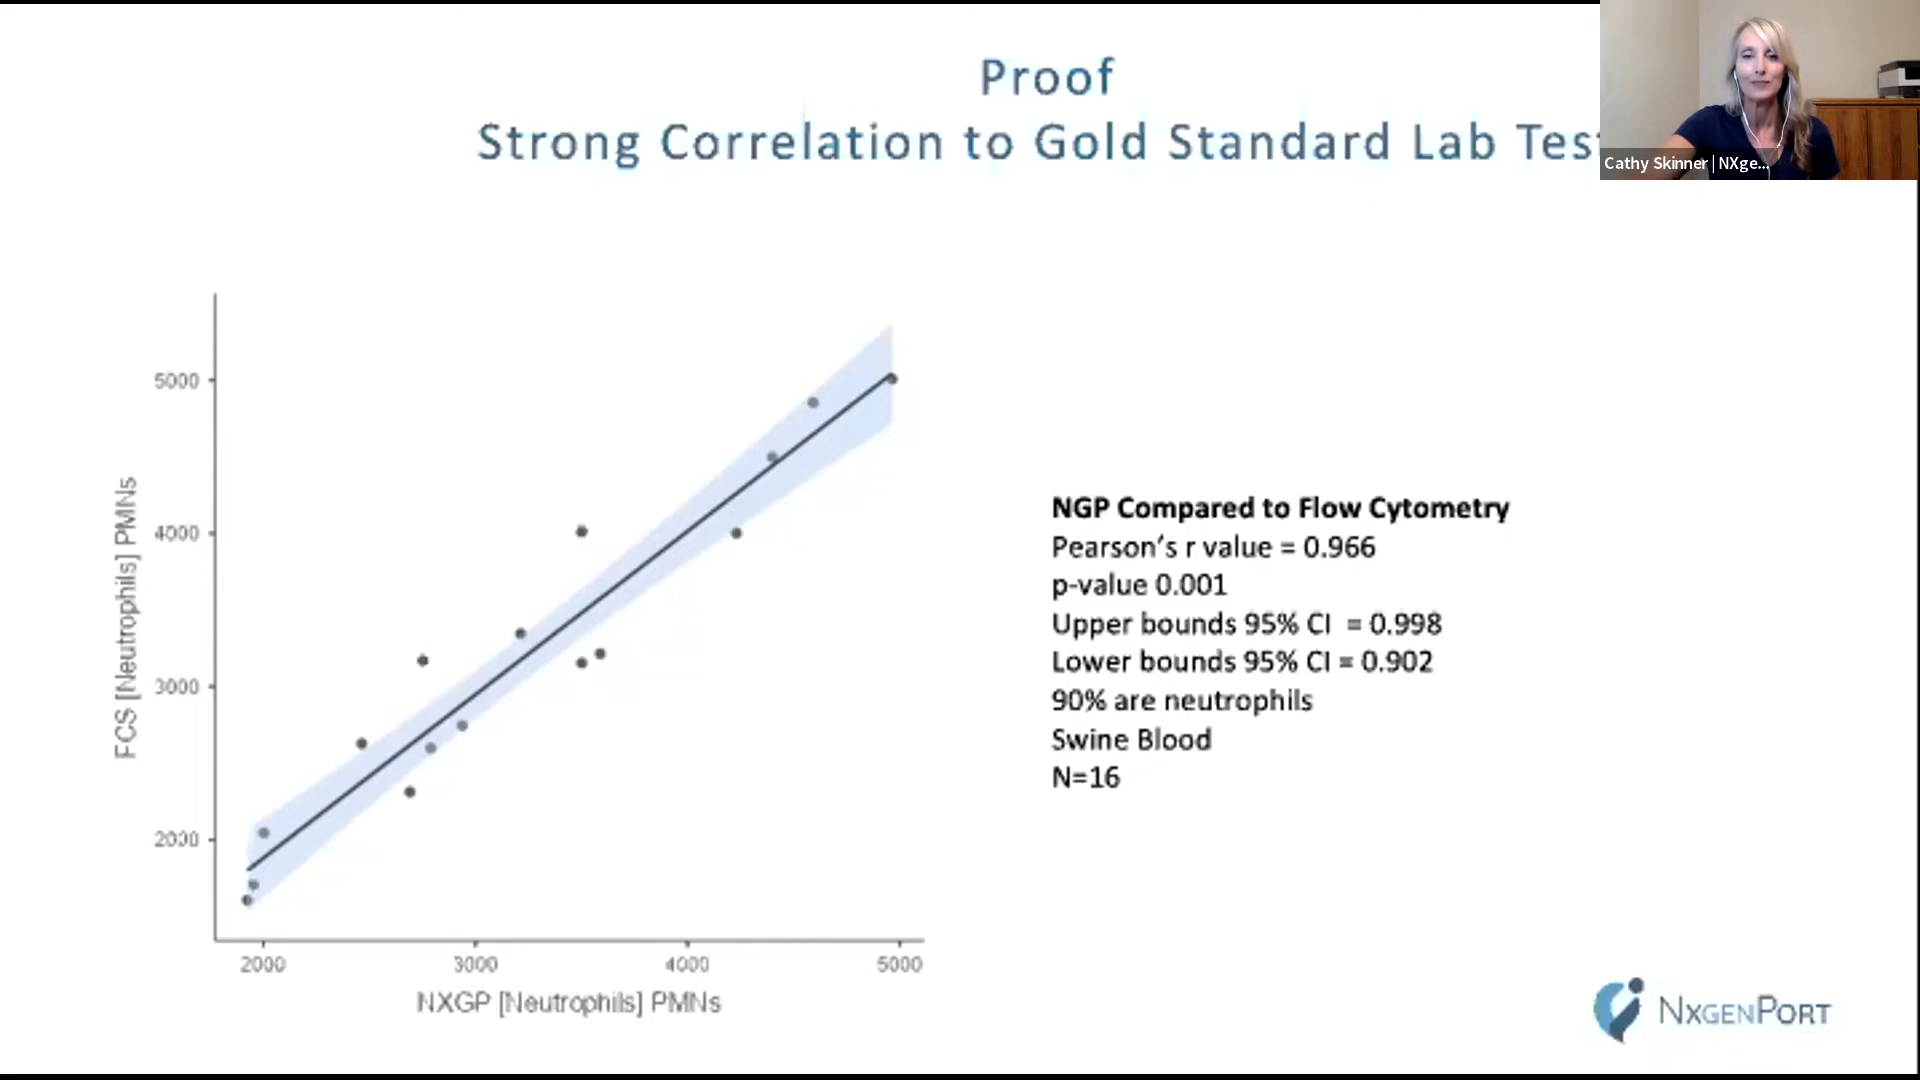 Proof
Strong Correlation to Gold Standard Lab Tes
Cathy Skinner | NXge...
5000
4000
3000
2000
FCS [Neutrophils] PMNs
2000 3000 4000 5000
NXGP [Neutrophils] PMNs
NGP Compared to Flow Cytometry
Pearson's r value = 0.966
p-value 0.001
Upper bounds 95% CI = 0.998
Lower bounds 95% CI = 0.902
90% are neutrophils
Swine Blood
N=16
NXGENPORT